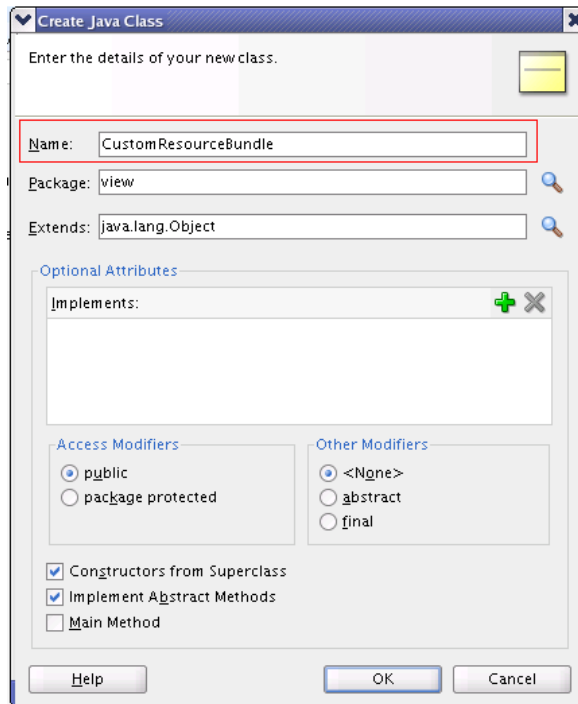 Create Java Class
Enter the details of your new class.
Name: CustomResourceBundle
Package: view
Extends: java.lang.Object
Optional Attributes
Implements:
Access Modifiers
public
package protected
Other Modifiers
<None>
abstract
final
Constructors from Superclass
Implement Abstract Methods
Main Method
Help OK Cancel